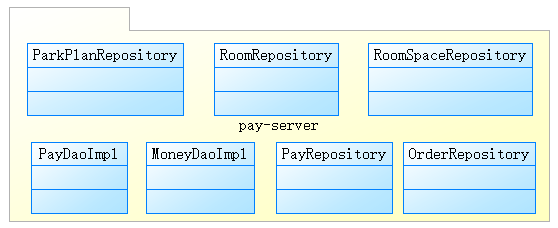 ParkPlanRepository
RoomRepository
RoomSpaceRepository
pay-server
PayDaoImpl
MoneyDaoImpl
PayRepository
OrderRepository